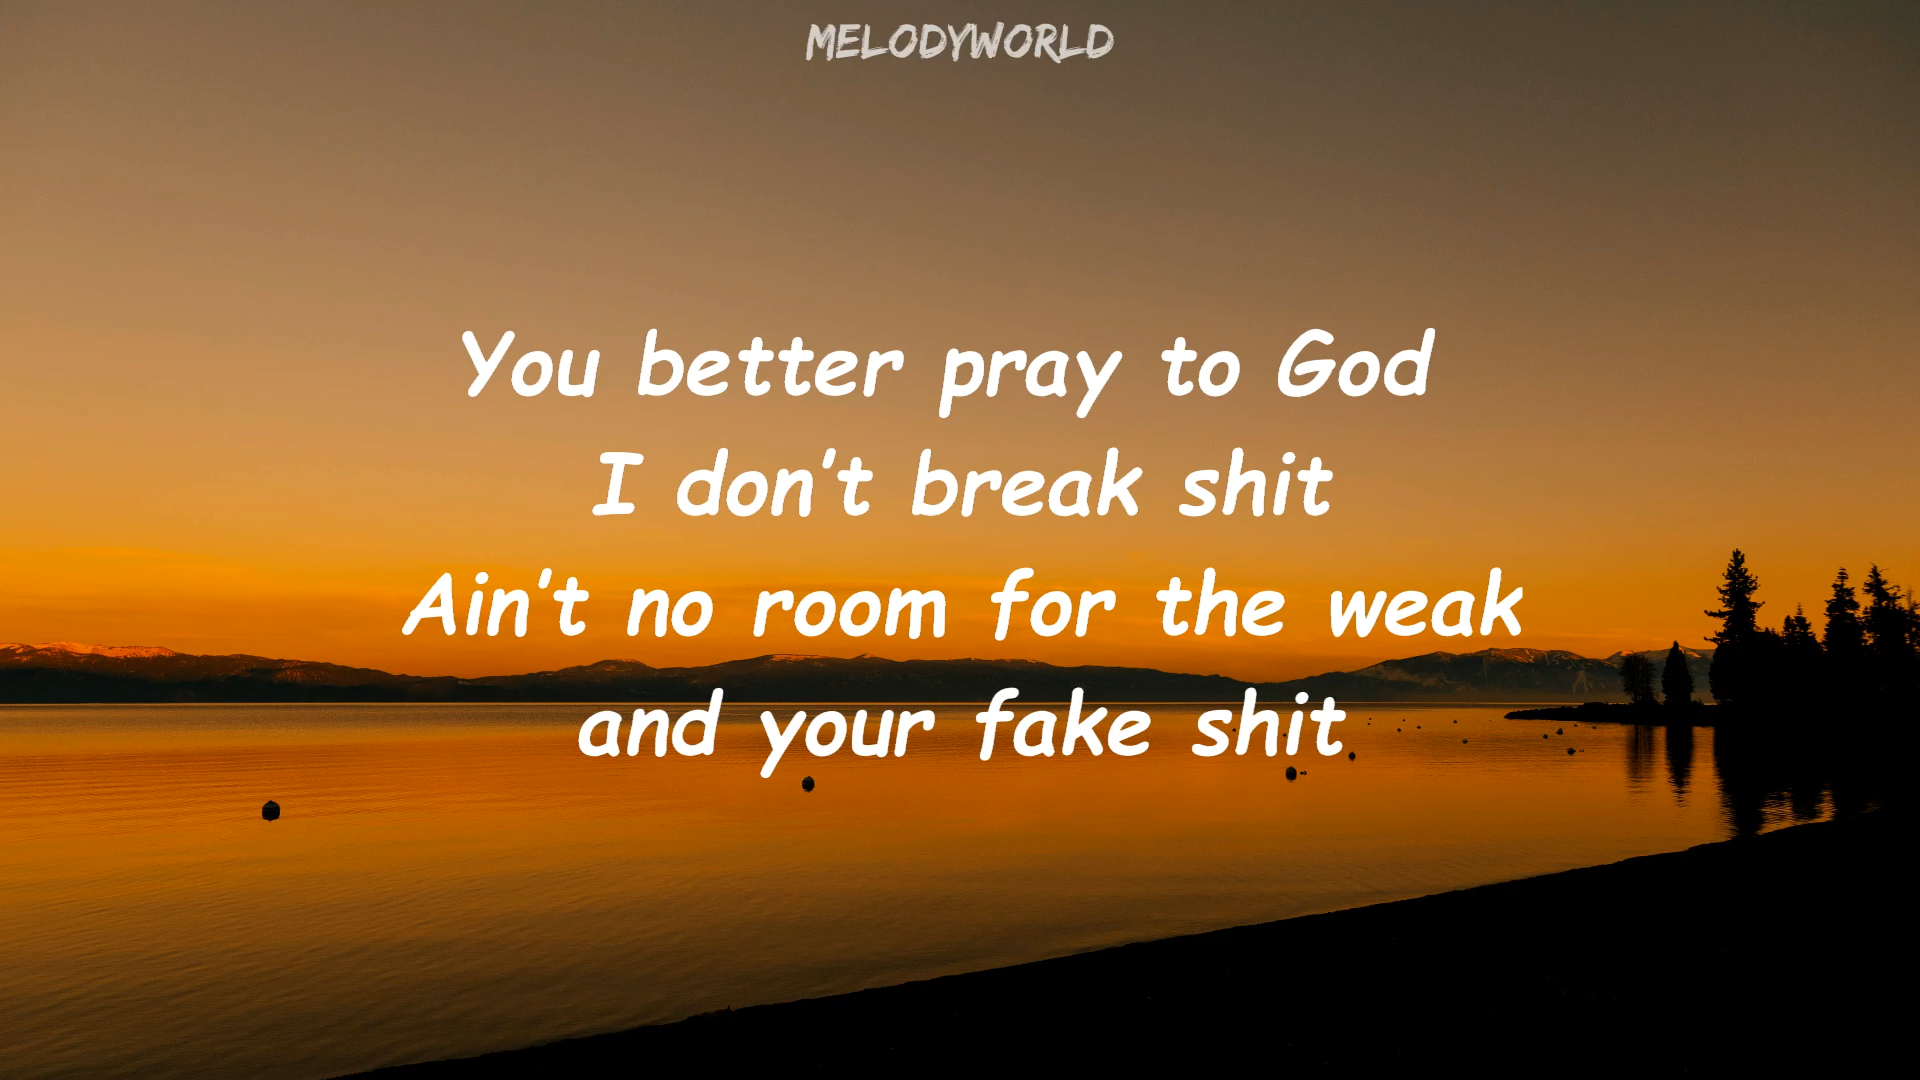 MELODYWORLD
You better pray to God
I don't break shit
Ain't no room for the weak
and your fake shit